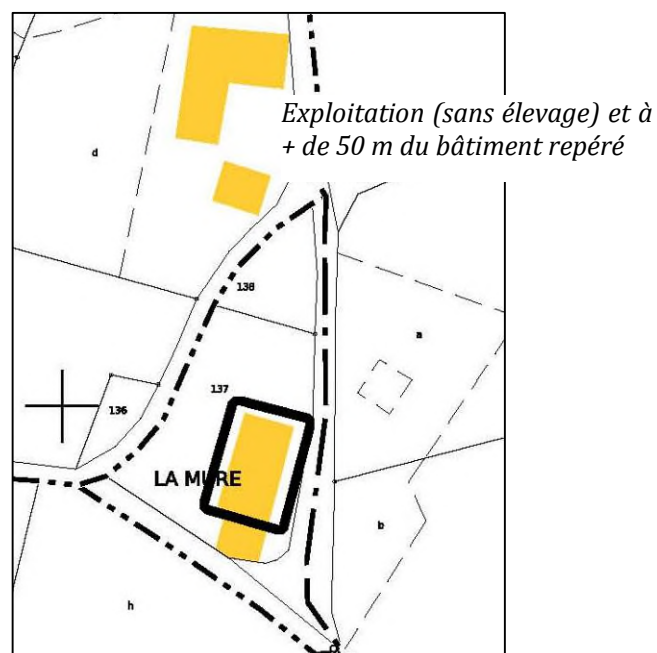 Exploitation (sans élevage) et à
+ de 50 m du bâtiment repéré
d
138
a
137
136
LA MURE
b
h